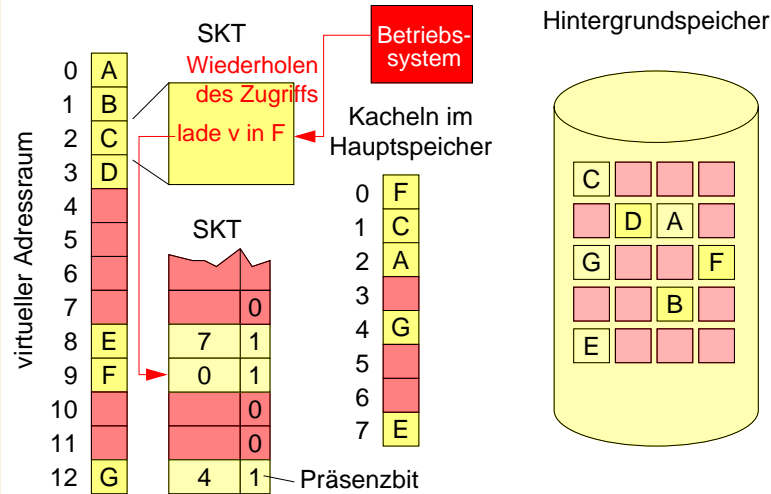 Hintergrundspeicher
SKT
Betriebs-
system
Wiederholen
des Zugriffs
lade v in F
Kacheln im
Hauptspeicher
virtueller Adressraum
0 A
1 B
2 C
3 D
4
5
6
7
8 E
9 F
10
11
12 G
SKT
0
7 1
0 1
0
0
4 1
Präsenzbit
0 F
1 C
2 A
3
4 G
5
6
7 E
C
D A
G F
B
E